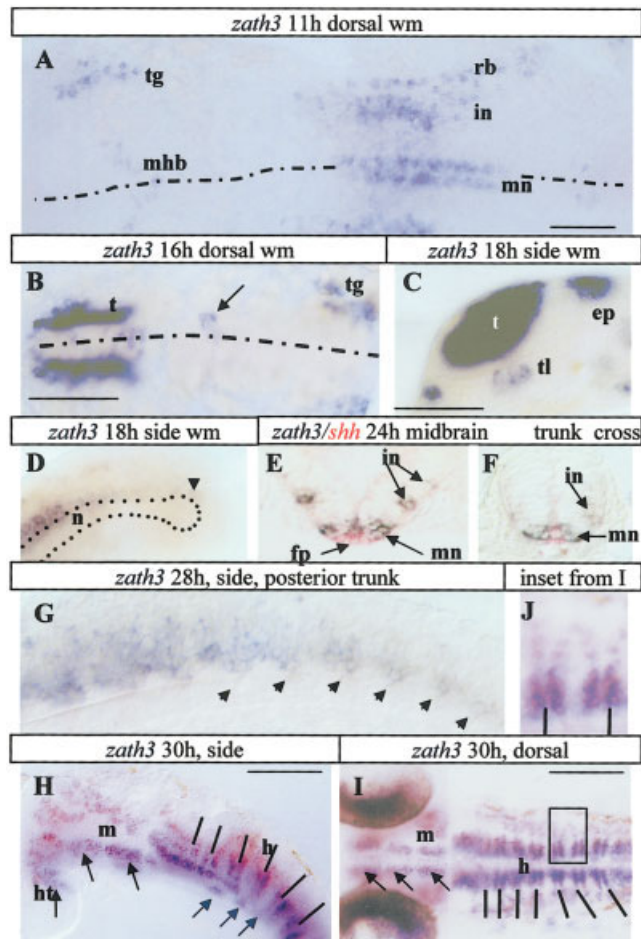 zath3 11h dorsal wm
A
tg
rb
in
mhb
mn
zath3 16h dorsal wm
zath3 18h side wm
B
t
tg
C
t
ep
tl
zath3 18h side wm
zath3/shh 24h midbrain trunk cross
D
n
E
in
fp
mn
F
in
mn
zath3 28h, side, posterior trunk
inset from I
G
J
zath3 30h, side
zath3 30h, dorsal
H
m
h
ht
I
m
h